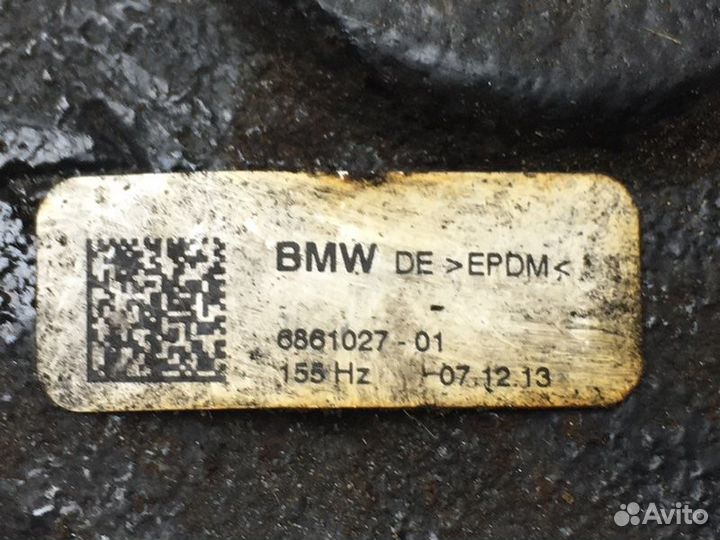 BMW DE >EPDM<
6861027-01
155 Hz 07.12.13
Avito